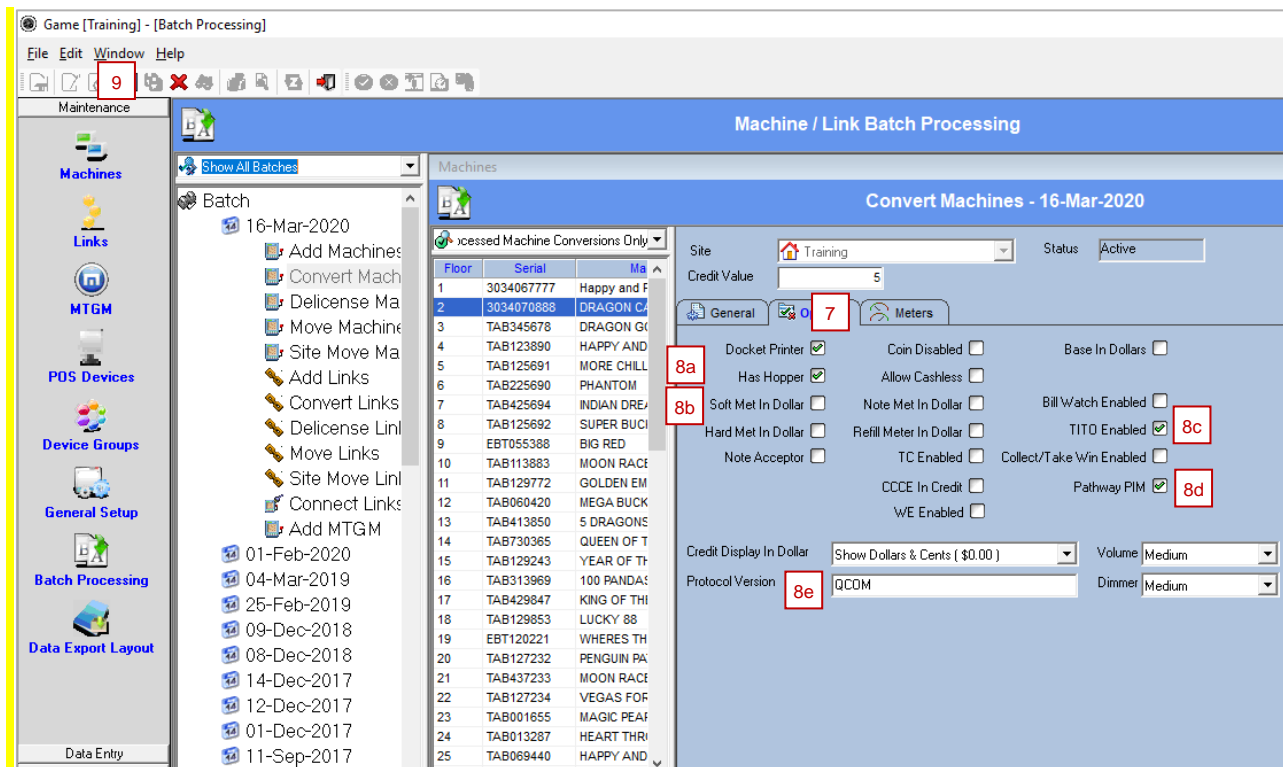 Game [Training] - [Batch Processing]
File Edit Window Help
9
Maintenance
Machines
Links
MTGM
POS Devices
Device Groups
General Setup
Batch Processing
Data Export Layout
Data Entry
Machine / Link Batch Processing
Show All Batches
Batch
16-Mar-2020
Add Machines
Convert Mach
Delicense Ma
Move Machine
Site Move Ma
Add Links
Convert Links
Delicense Linl
Move Links
Site Move Linl
Connect Links
Add MTGM
01-Feb-2020
04-Mar-2019
25-Feb-2019
09-Dec-2018
08-Dec-2018
14-Dec-2017
12-Dec-2017
01-Dec-2017
11-Sep-2017
Machines
Convert Machines - 16-Mar-2020
ocessed Machine Conversions Only
Floor Serial Ma
1 3034067777 Happy and P
2 3034070888 DRAGON CA
3 TAB345678 DRAGON GO
4 TAB123890 HAPPY AND
5 TAB125691 MORE CHILL
6 TAB225690 PHANTOM
7 TAB425694 INDIAN DREA
8 TAB125692 SUPER BUCK
9 EBT055388 BIG RED
10 TAB113883 MOON RACE
11 TAB129772 GOLDEN EM
12 TAB060420 MEGA BUCK
13 TAB413850 5 DRAGONS
14 TAB730365 QUEEN OF T
15 TAB129243 YEAR OF TH
16 TAB313969 100 PANDAS
17 TAB429847 KING OF THE
18 TAB129853 LUCKY 88
19 EBT120221 WHERES TH
20 TAB127232 PENGUIN PA
21 TAB437233 MOON RACE
22 TAB127234 VEGAS FOR
23 TAB001655 MAGIC PEAR
24 TAB013287 HEART THR
25 TAB069440 HAPPY AND
Site Training Status Active
Credit Value 5
General 7 Meters
Docket Printer Coin Disabled Base In Dollars
8a Has Hopper Allow Cashless
8b Soft Met In Dollar Note Met In Dollar Bill Watch Enabled
Hard Met In Dollar Refill Meter In Dollar TITO Enabled 8c
Note Acceptor TC Enabled Collect/Take Win Enabled
CCCE In Credit Pathway PIM 8d
WE Enabled
Credit Display In Dollar Show Dollars & Cents ( $0.00 ) Volume Medium
Protocol Version 8e QCOM Dimmer Medium